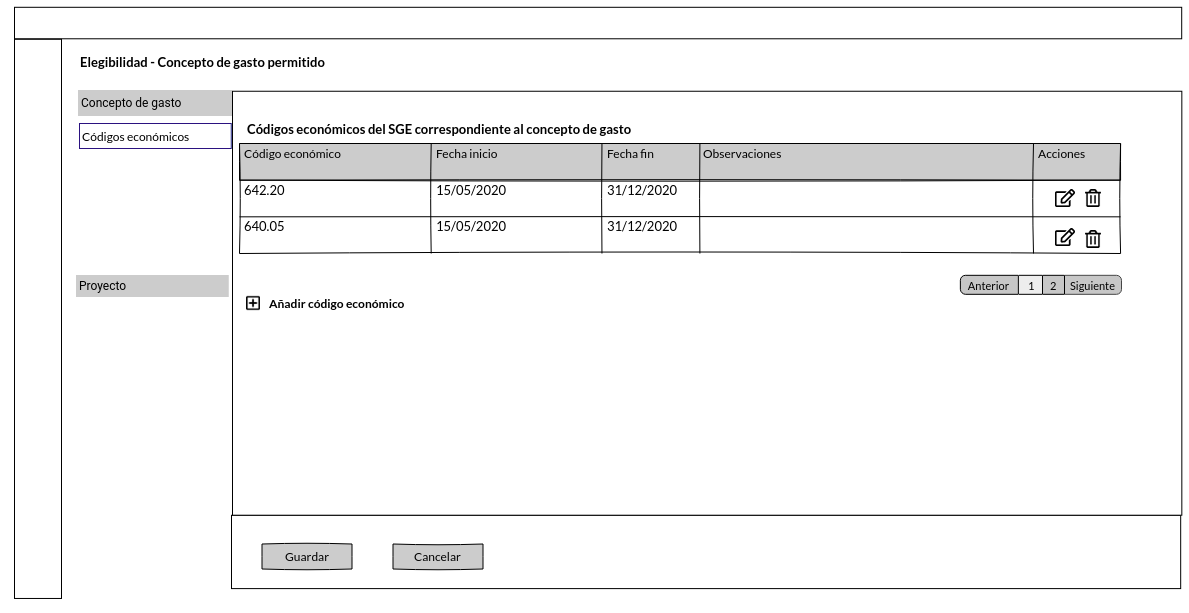 Elegibilidad - Concepto de gasto permitido
Concepto de gasto
Códigos económicos
Códigos económicos del SGE correspondiente al concepto de gasto
Código económico Fecha inicio Fecha fin Observaciones Acciones
642.20 15/05/2020 31/12/2020
640.05 15/05/2020 31/12/2020
Proyecto
Anterior 1 2 Siguiente
Añadir código económico
Guardar Cancelar